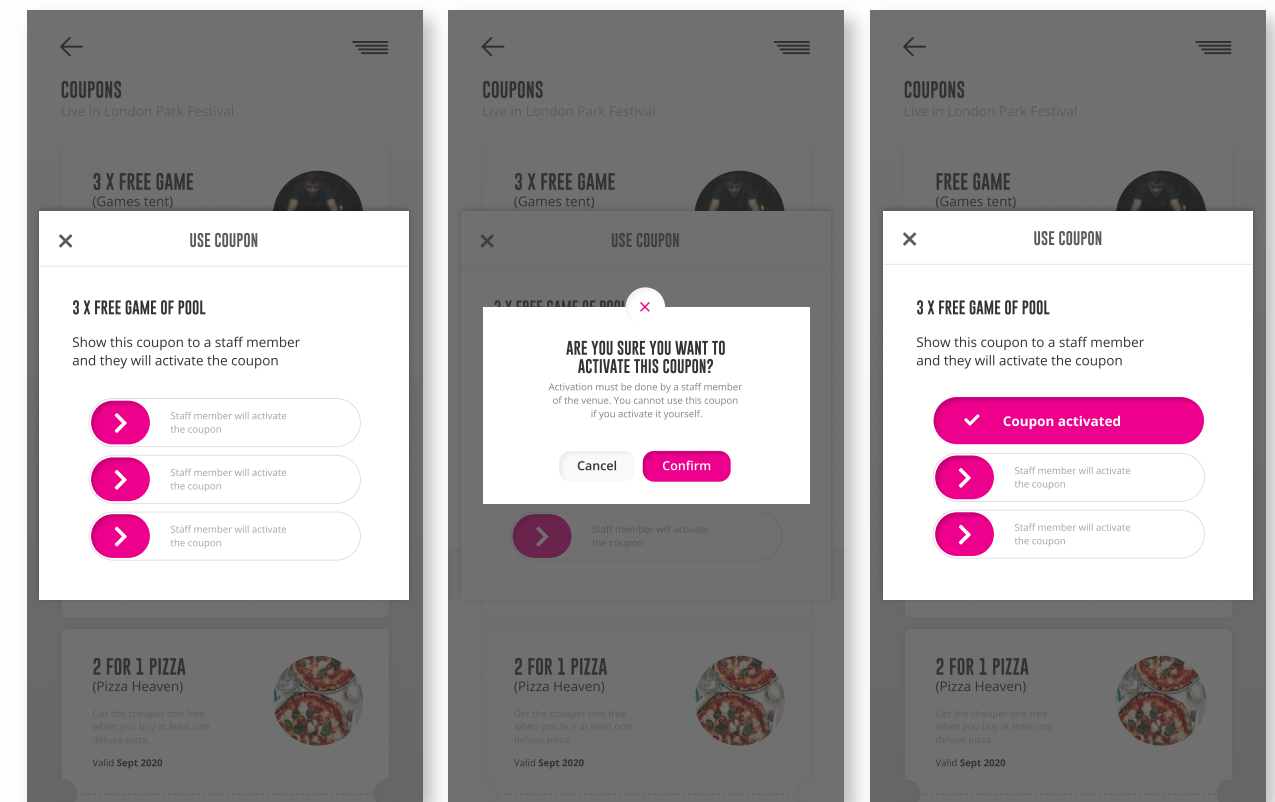 COUPONS
Live in London Park Festival
3 X FREE GAME
(Games tent)
USE COUPON
3 X FREE GAME OF POOL
Show this coupon to a staff member
and they will activate the coupon
Staff member will activate
the coupon
Staff member will activate
the coupon
Staff member will activate
the coupon
2 FOR 1 PIZZA
(Pizza Heaven)
Get the cheaper one free
when you buy at least one
deluxe pizza.
Valid Sept 2020
COUPONS
Live in London Park Festival
3 X FREE GAME
(Games tent)
USE COUPON
3 X FREE GAME OF POOL
ARE YOU SURE YOU WANT TO
ACTIVATE THIS COUPON?
Activation must be done by a staff member
of the venue. You cannot use this coupon
if you activate it yourself.
Cancel
Confirm
Staff member will activate
the coupon
2 FOR 1 PIZZA
(Pizza Heaven)
Get the cheaper one free
when you buy at least one
deluxe pizza.
Valid Sept 2020
COUPONS
Live in London Park Festival
FREE GAME
(Games tent)
USE COUPON
3 X FREE GAME OF POOL
Show this coupon to a staff member
and they will activate the coupon
Coupon activated
Staff member will activate
the coupon
Staff member will activate
the coupon
2 FOR 1 PIZZA
(Pizza Heaven)
Get the cheaper one free
when you buy at least one
deluxe pizza.
Valid Sept 2020